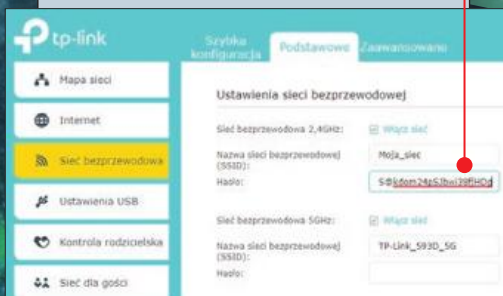 tp-link
Szybka
konfiguracja
Podstawowe
Zaawansowane
Mapa sieci
Internet
Sieć bezprzewodowa
Ustawienia USB
Kontrola rodzicielska
Sieć dla gości
Ustawienia sieci bezprzewodowej
Sieć bezprzewodowa 2,4GHz:
Włącz sieć
Nazwa sieci bezprzewodowej
(SSID):
Moja_siec
Hasło:
Sieć bezprzewodowa 5GHz:
Włącz sieć
Nazwa sieci bezprzewodowej
(SSID):
TP-Link_593D_5G
Hasło: